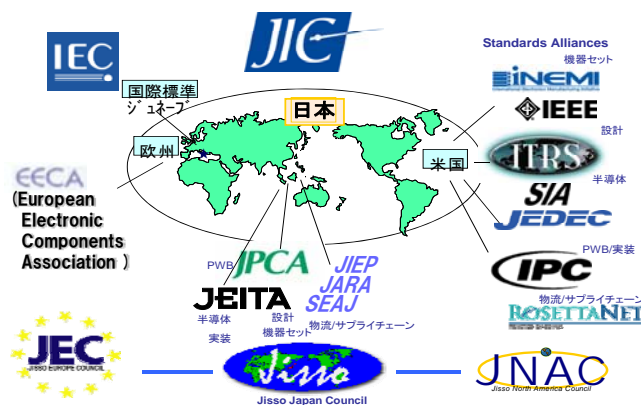 IEC
JIC
Standards Alliances
機器セット
iNEMI
IEEE
設計
ITRS
半導体
SIA
JEDEC
PWB/実装
IPC
物流/サプライチェーン
ROSETTANET
国際標準
ジュネーブ
日本
欧州
米国
EECA
(European
Electronic
Components
Association )
PWB
JPCA
JEITA
半導体
実装
設計
機器セット
JIEP
JARA
SEAJ
物流/サプライチェーン
JEC
JISSO EUROPE COUNCIL
Jisso
Jisso Japan Council
JNAC
Jisso North America Council